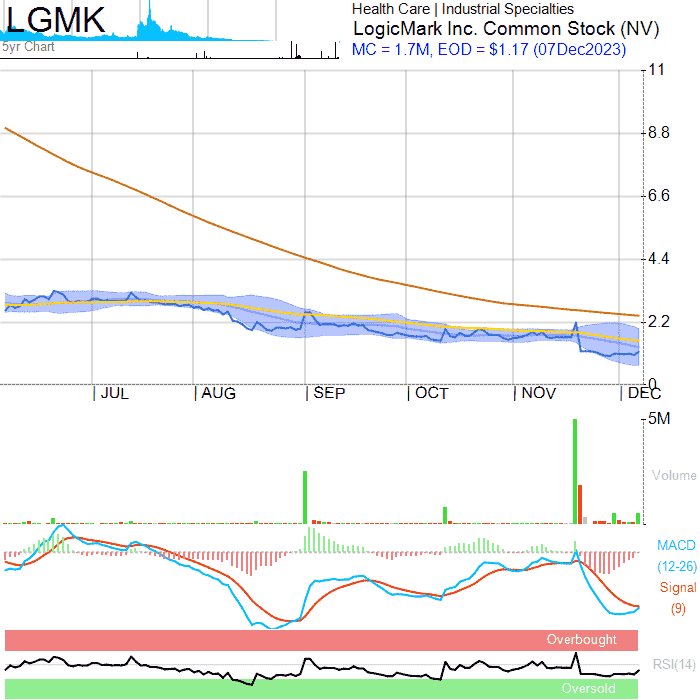 LGMK
5yr Chart
Health Care | Industrial Specialties
LogicMark Inc. Common Stock (NV)
MC = 1.7M, EOD = $1.17 (07Dec2023)
11
8.8
6.6
4.4
2.2
0
JUL
AUG
SEP
OCT
NOV
DEC
5M
Volume
MACD
(12-26)
Signal
(9)
Overbought
RSI(14)
Oversold